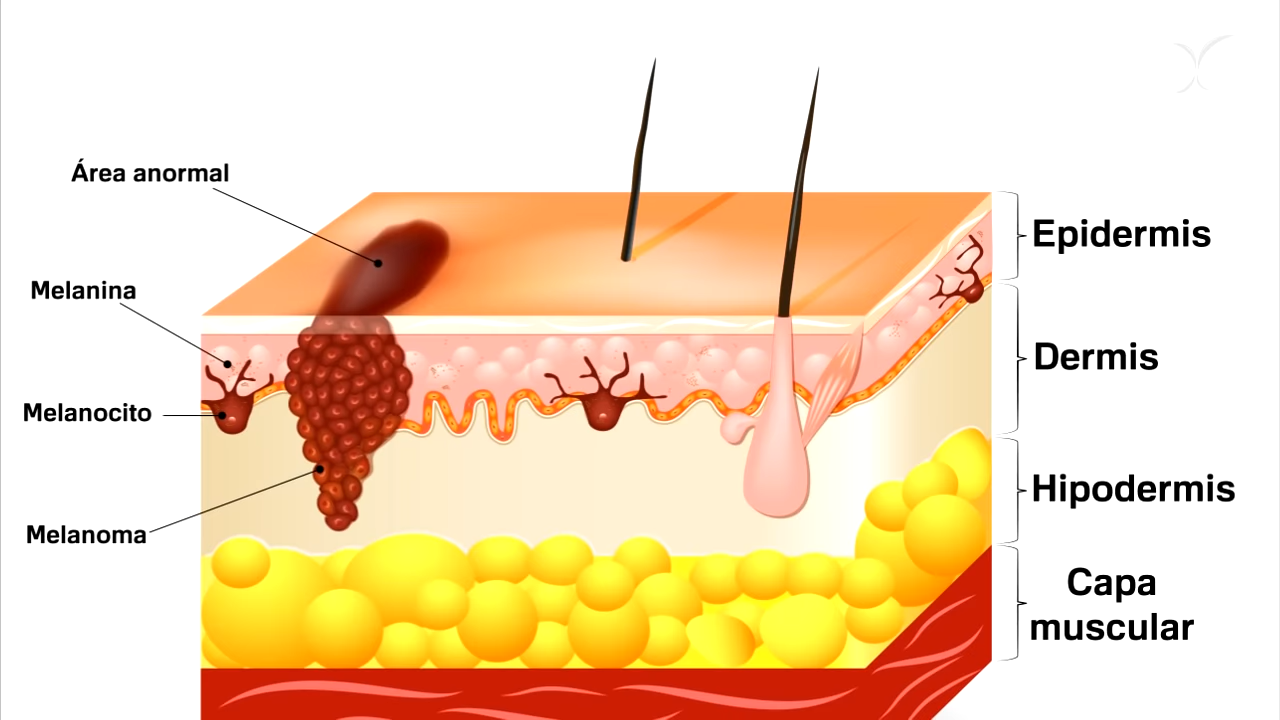 Área anormal
Melanina
Melanocito
Melanoma
Epidermis
Dermis
Hipodermis
Capa
muscular